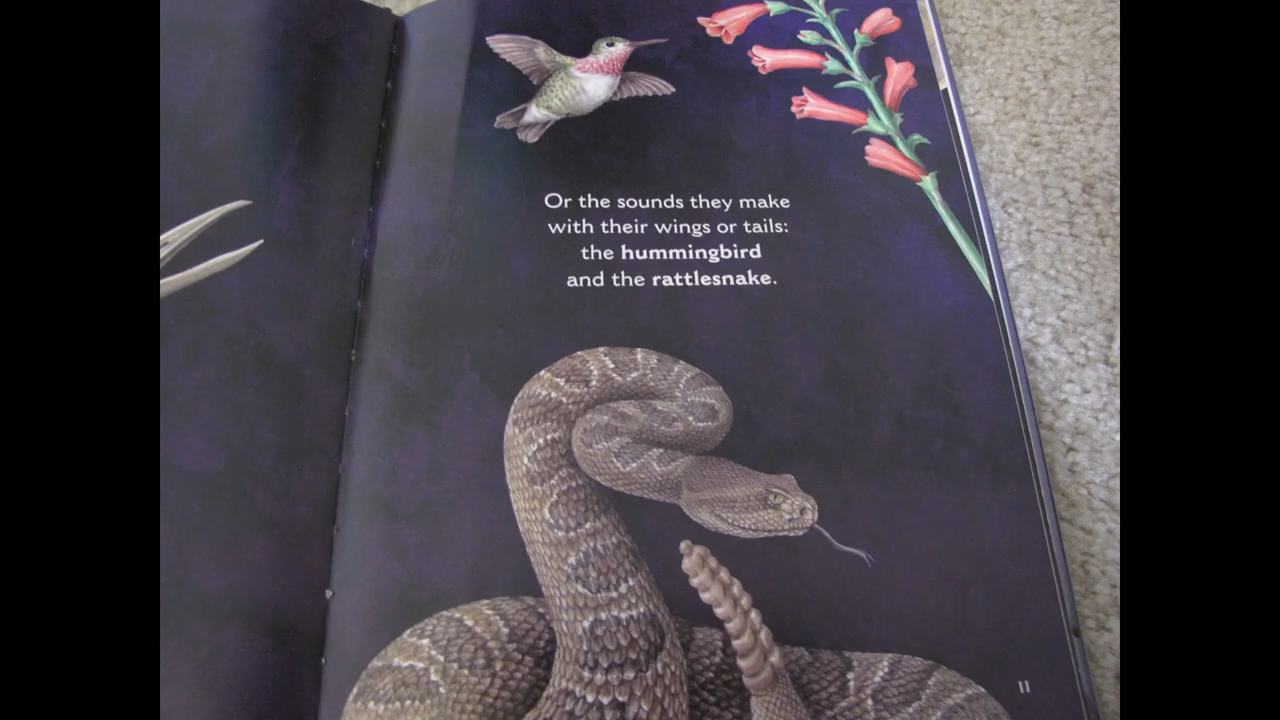 Or the sounds they make
with their wings or tails:
the hummingbird
and the rattlesnake.
11